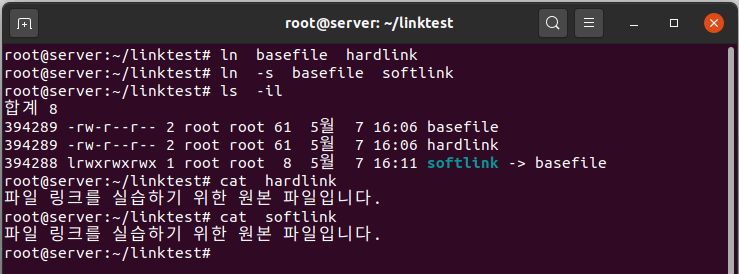 root@server: ~/linktest
root@server:~/linktest# ln  basefile  hardlink
root@server:~/linktest# ln  -s  basefile  softlink
root@server:~/linktest# ls  -il
합계 8
394289 -rw-r--r-- 2 root root 61  5월  7 16:06 basefile
394289 -rw-r--r-- 2 root root 61  5월  7 16:06 hardlink
394288 lrwxrwxrwx 1 root root  8  5월  7 16:11 softlink -> basefile
root@server:~/linktest# cat  hardlink
파일 링크를 실습하기 위한 원본 파일입니다.
root@server:~/linktest# cat  softlink
파일 링크를 실습하기 위한 원본 파일입니다.
root@server:~/linktest#